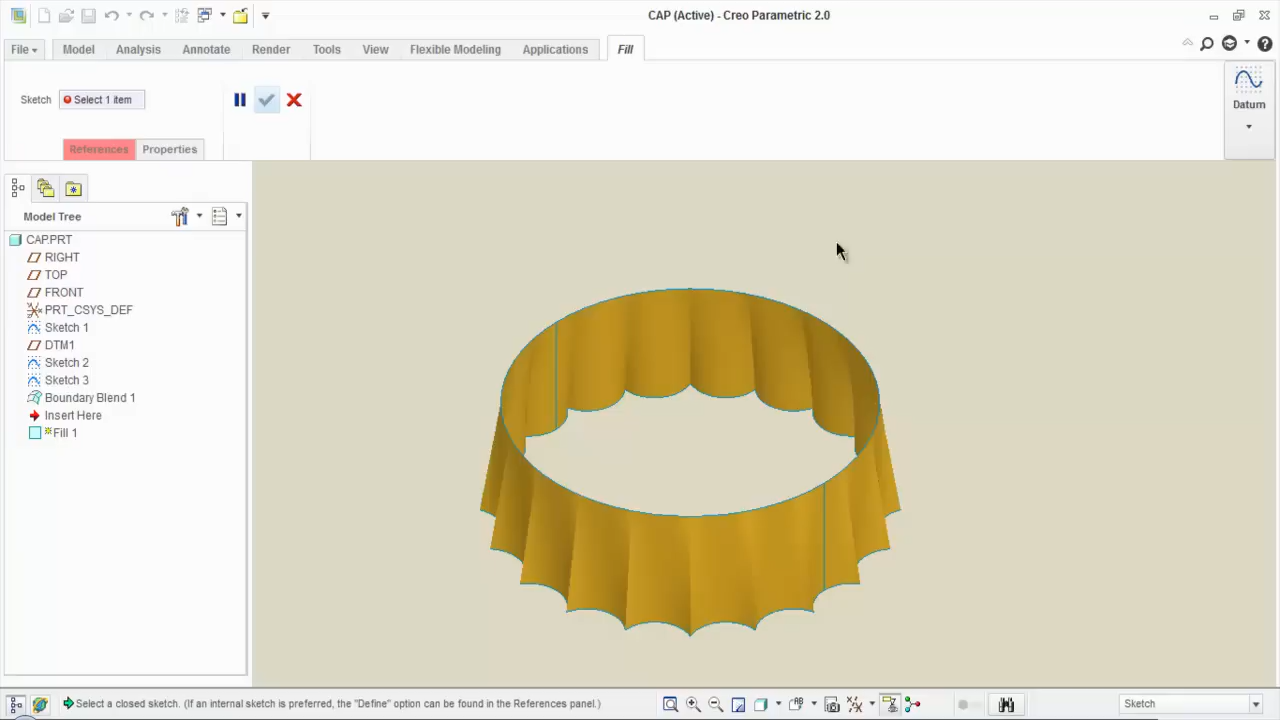 CAP (Active) - Creo Parametric 2.0
File Model Analysis Annotate Render Tools View Flexible Modeling Applications Fill
Sketch Select 1 item
Datum
References Properties
Model Tree
CAP.PRT
RIGHT
TOP
FRONT
PRT_CSYS_DEF
Sketch 1
DTM1
Sketch 2
Sketch 3
Boundary Blend 1
Insert Here
Fill 1
Select a closed sketch. (If an internal sketch is preferred, the "Define" option can be found in the References panel.)
Sketch